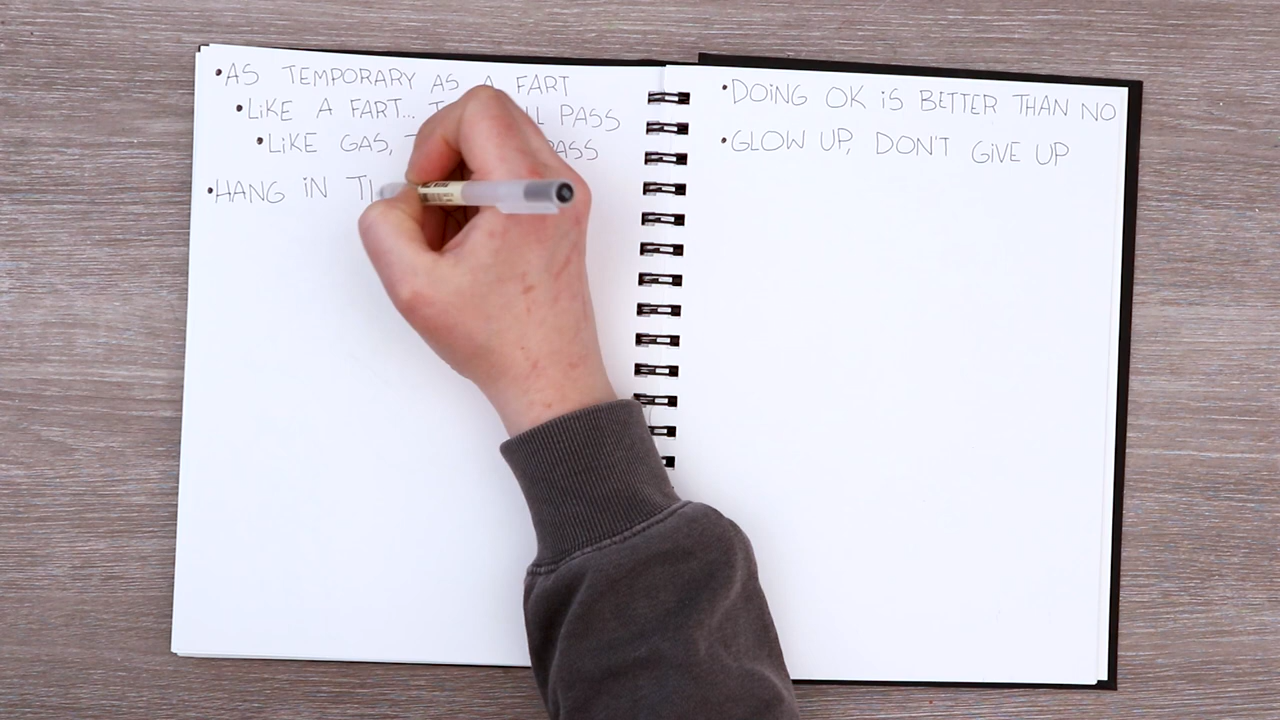 •AS TEMPORARY AS A FART
•LiKE A FART... PASS
•LiKE GAS, PASS
•HANG iN
•DOiNG OK iS BETTER THAN NO
•GLOW UP, DON'T GiVE UP